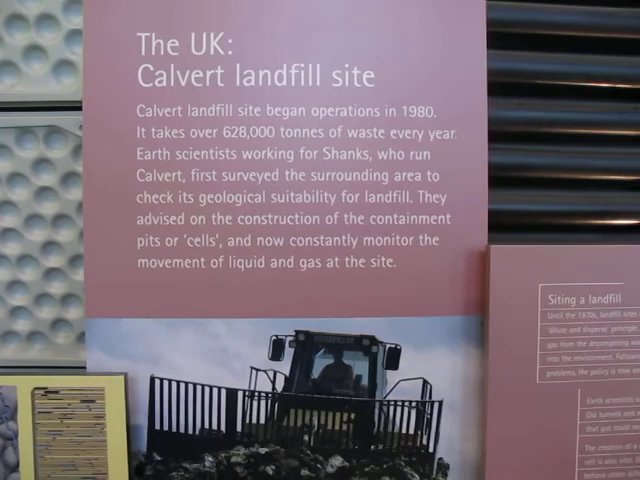 The UK:
Calvert landfill site
Calvert landfill site began operations in 1980.
It takes over 628,000 tonnes of waste every year.
Earth scientists working for Shanks, who run
Calvert, first surveyed the surrounding area to
check its geological suitability for landfill. They
advised on the construction of the containment
pits or 'cells', and now constantly monitor the
movement of liquid and gas at the site.
Siting a landfill
Until the 1970s, landfill sites
'dilute and disperse' principle
gas from the decomposing
into the environment.
problems, the policy is now
Earth scientists
Old tunnels and
that gas could
The creation of a